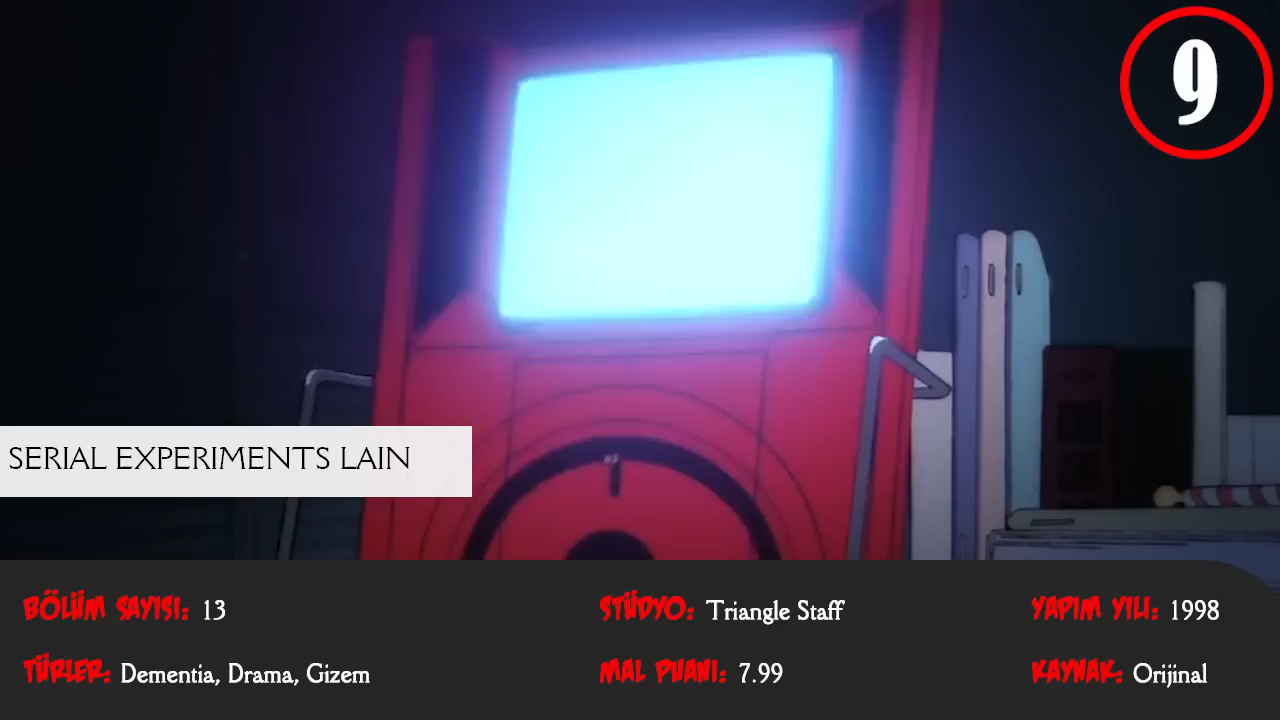 9
SERIAL EXPERIMENTS LAIN
BÖLÜM SAYISI: 13
STÜDYO: Triangle Staff
YAPIM YILI: 1998
TÜRLER: Dementia, Drama, Gizem
MAL PUANI: 7.99
KAYNAK: Orijinal